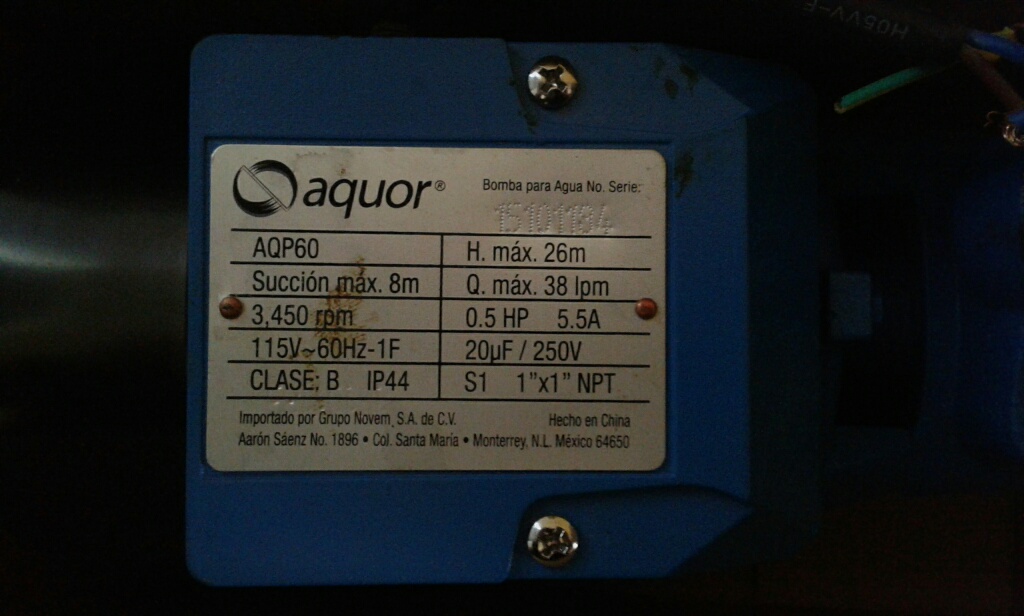 H05VV-F
aquor®
Bomba para Agua No. Serie:
15101184
AQP60
H. máx. 26m
Succión máx. 8m
Q. máx. 38 lpm
3,450 rpm
0.5 HP 5.5A
115V~60Hz-1F
20µF / 250V
CLASE: B IP44
S1 1"x1" NPT
Importado por Grupo Novem, S.A. de C.V.
Hecho en China
Aarón Sáenz No. 1896 • Col. Santa María • Monterrey, N.L. México 64650